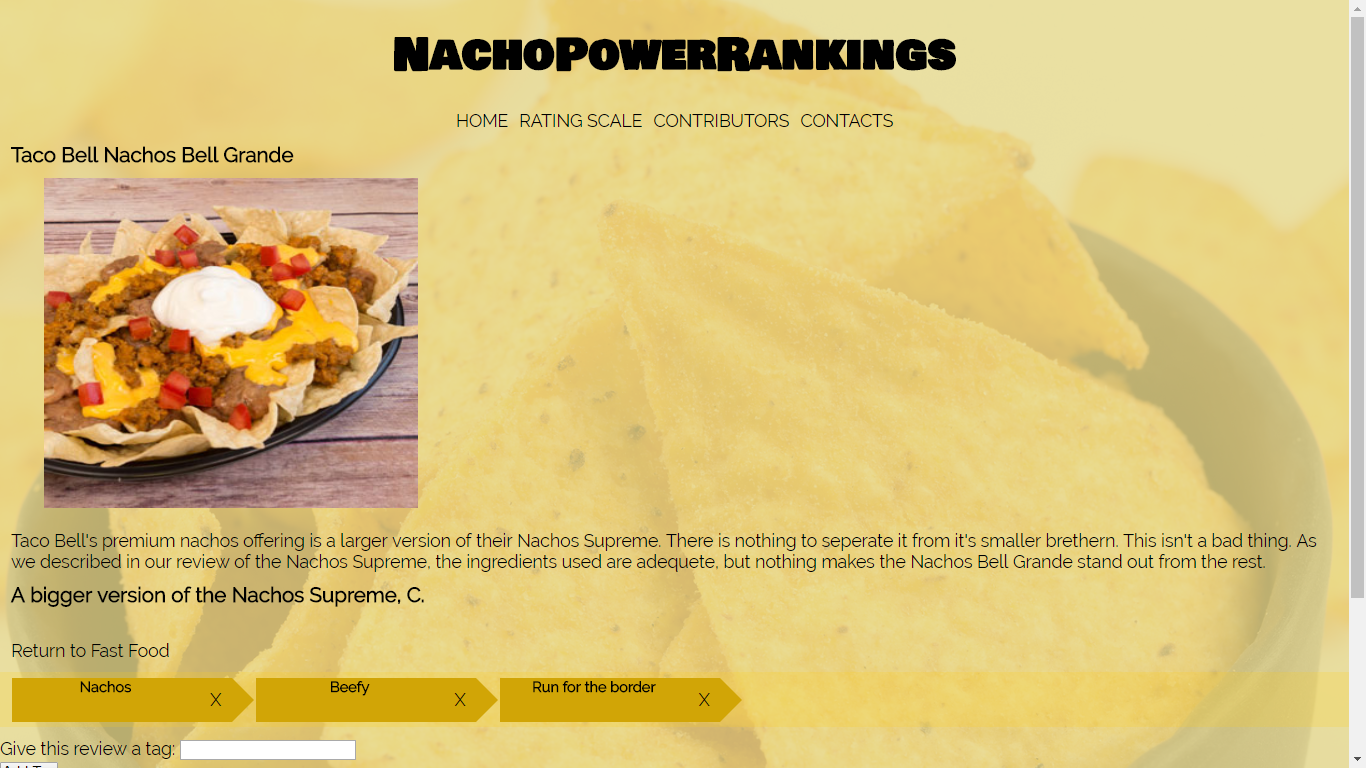 NachoPowerRankings
HOME RATING SCALE CONTRIBUTORS CONTACTS
Taco Bell Nachos Bell Grande
Taco Bell's premium nachos offering is a larger version of their Nachos Supreme. There is nothing to seperate it from it's smaller brethern. This isn't a bad thing. As
we described in our review of the Nachos Supreme, the ingredients used are adequete, but nothing makes the Nachos Bell Grande stand out from the rest.
A bigger version of the Nachos Supreme, C.
Return to Fast Food
Nachos X Beefy X Run for the border X
Give this review a tag: